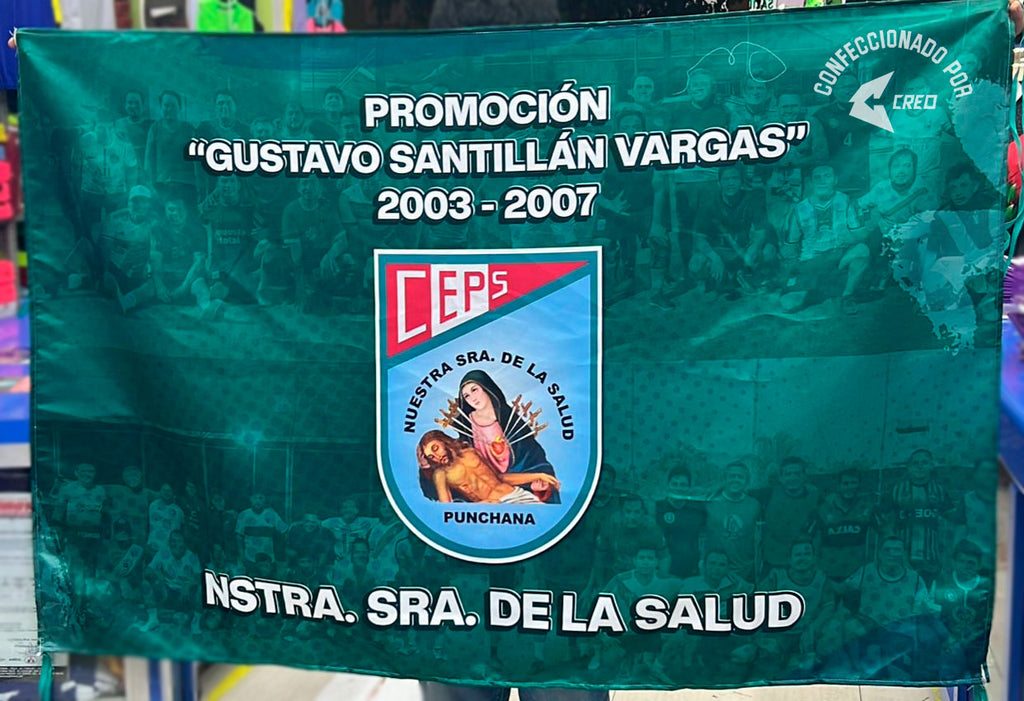 CONFECCIONADO POR
CREO
PROMOCIÓN
“GUSTAVO SANTILLÁN VARGAS”
2003 - 2007
CEPS
NUESTRA SRA. DE LA SALUD
PUNCHANA
NSTRA. SRA. DE LA SALUD